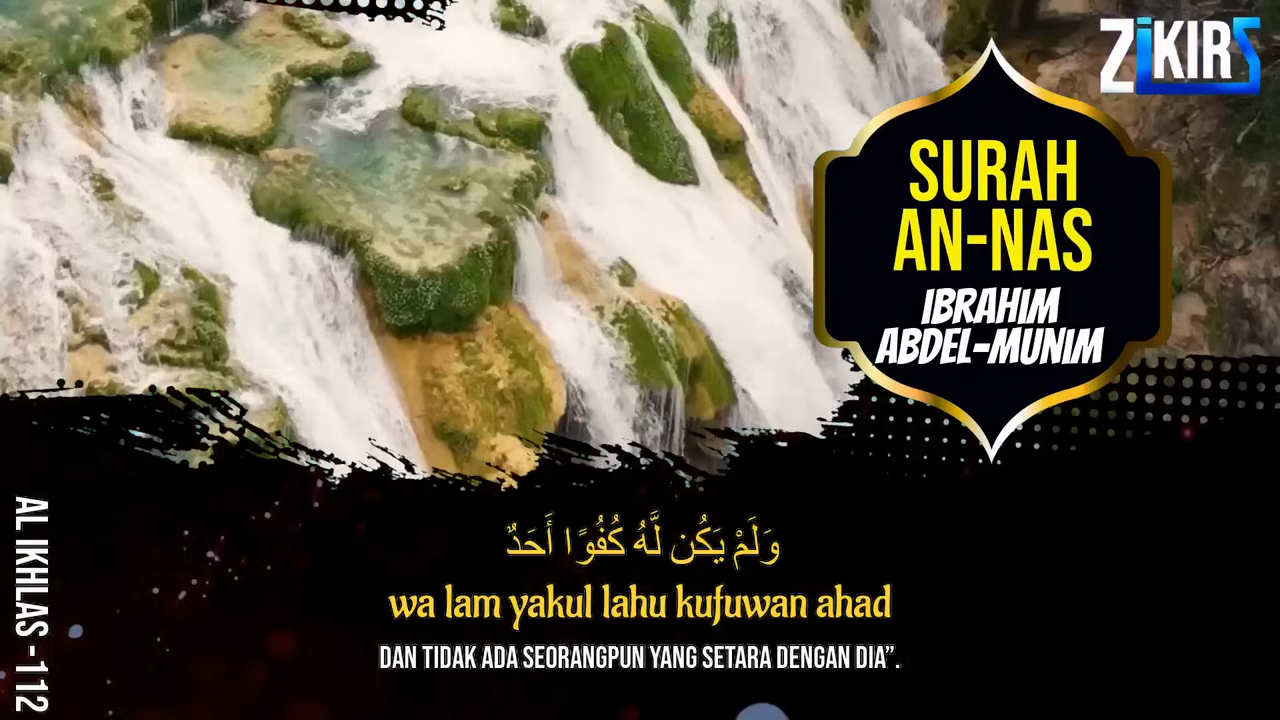 ZIKIRS
SURAH
AN-NAS
IBRAHIM
ABDEL-MUNIM
وَلَمْ يَكُن لَّهُ كُفُوًا أَحَدٌ
wa lam yakul lahu kufuwan ahad
DAN TIDAK ADA SEORANGPUN YANG SETARA DENGAN DIA”.
AL IKHLAS - 112